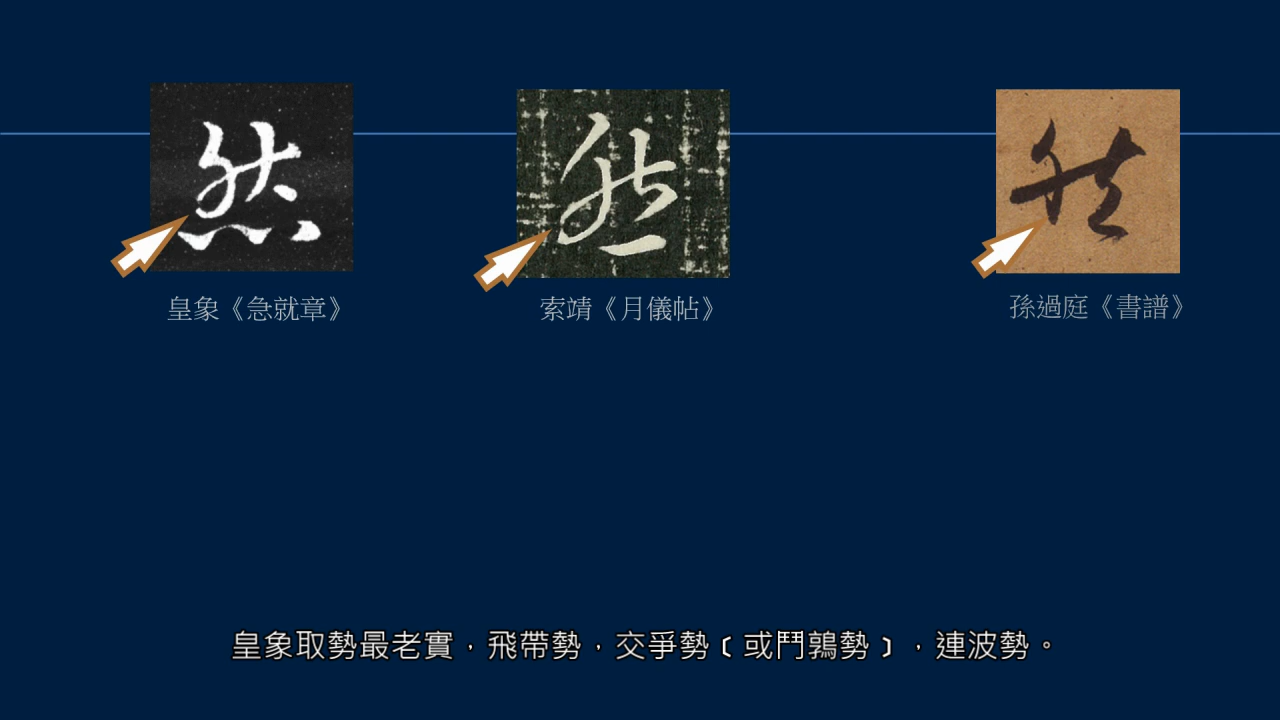 然
然
然
皇象《急就章》
索靖《月儀帖》
孫過庭《書譜》
皇象取勢最老實，飛帶勢，交爭勢﹝或鬥鶉勢﹞，連波勢。